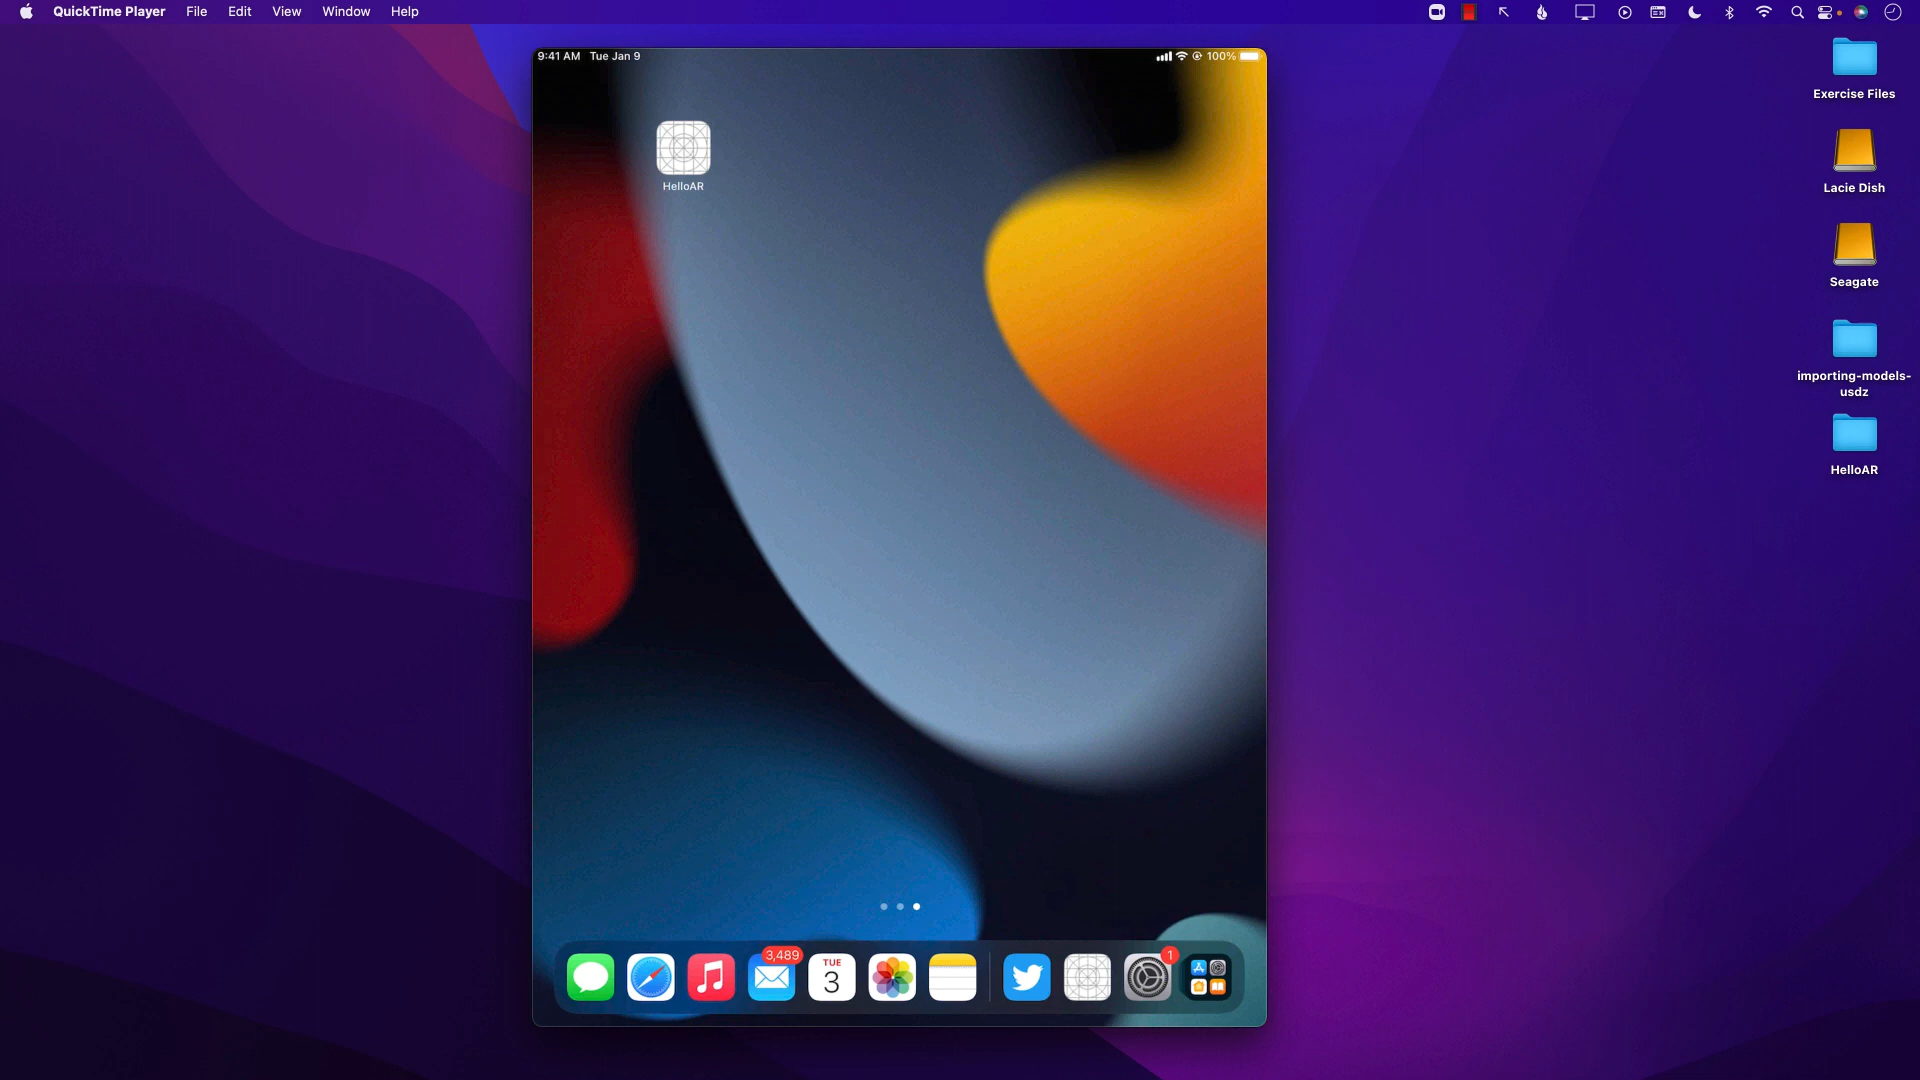 QuickTime Player File Edit View Window Help
9:41 AM Tue Jan 9 100%
HelloAR
3,489
TUE
3
1
Exercise Files
Lacie Dish
Seagate
importing-models-
usdz
HelloAR